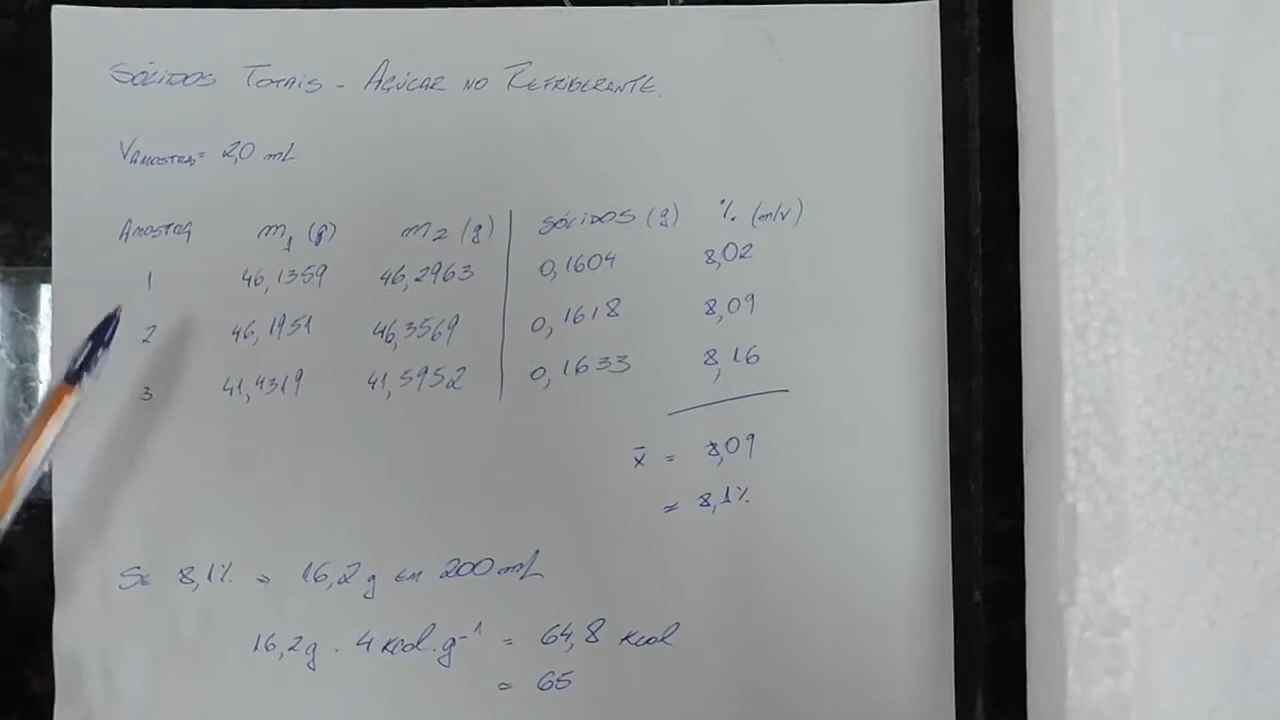 SÓLIDOS TOTAIS - AÇÚCAR NO REFRIGERANTE.
VAMOSTRA = 2,0 mL
AMOSTRA m1 (g) m2 (g) SÓLIDOS (g) % (m/v)
1 46,1359 46,2963 0,1604 8,02
2 46,1951 46,3569 0,1618 8,09
3 41,4319 41,5952 0,1633 8,16
x̄ = 8,09
≈ 8,1%
SE 8,1% ⇒ 16,2g EM 200 mL
16,2g . 4 kcal.g⁻¹ = 64,8 kcal
≈ 65